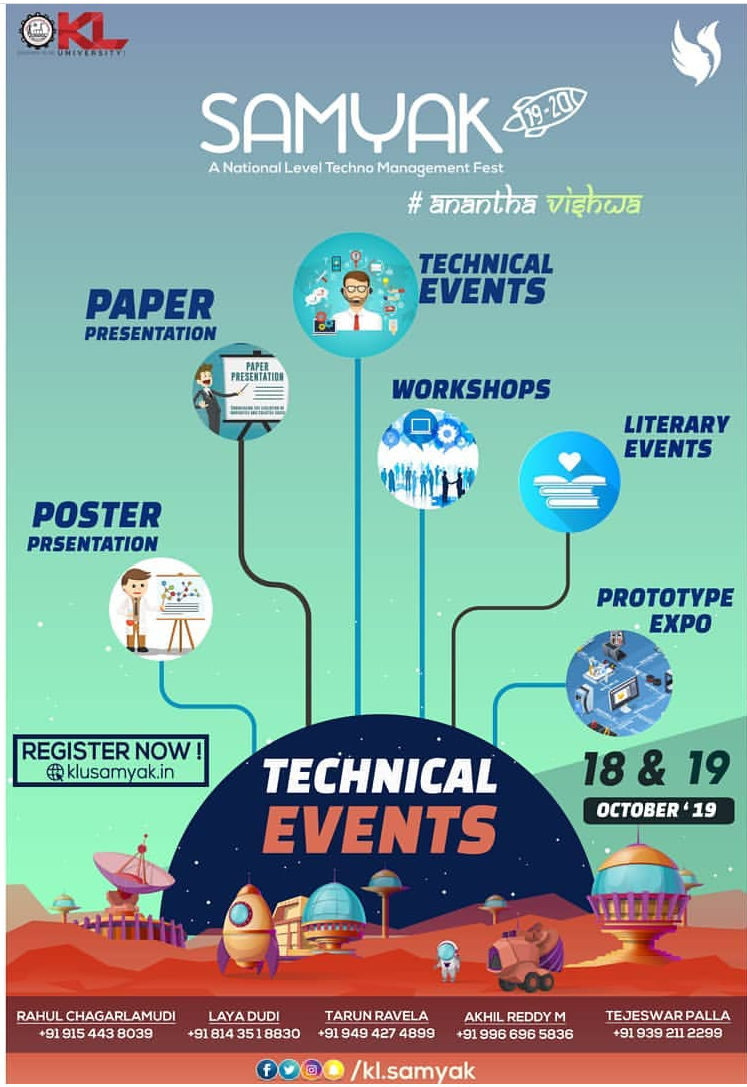 KL
UNIVERSITY
SAMYAK 19-20
A National Level Techno Management Fest
# anantha vishwa
TECHNICAL
EVENTS
PAPER
PRESENTATION
PAPER
PRESENTATION
WORKSHOPS
LITERARY
EVENTS
POSTER
PRSENTATION
PROTOTYPE
EXPO
REGISTER NOW !
klusamyak.in
18 & 19
OCTOBER ' 19
TECHNICAL
EVENTS
RAHUL CHAGARLAMUDI
+91 915 443 8039
LAYA DUDI
+91 814 35 1 8830
TARUN RAVELA
+91 949 427 4899
AKHIL REDDY M
+91 996 696 5836
TEJESWAR PALLA
+91 939 211 2299
/kl.samyak